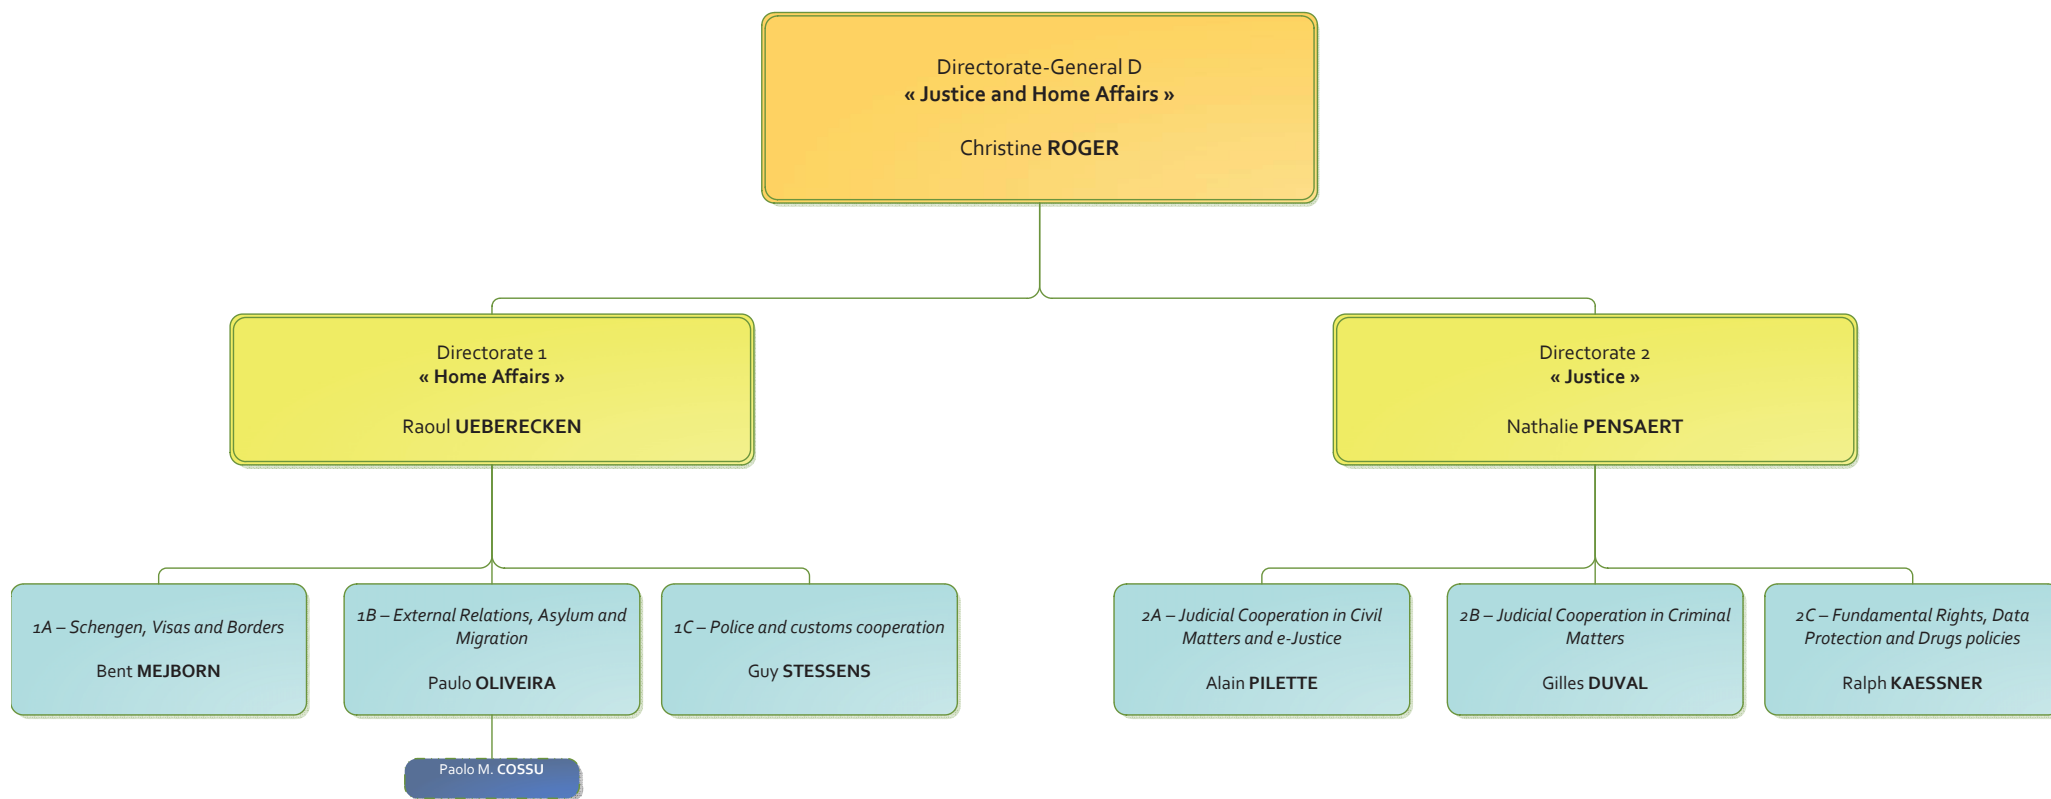 Directorate-General D
« Justice and Home Affairs »
Christine ROGER
Directorate 1
« Home Affairs »
Raoul UEBERECKEN
Directorate 2
« Justice »
Nathalie PENSAERT
1A – Schengen, Visas and Borders
Bent MEJBORN
1B – External Relations, Asylum and
Migration
Paulo OLIVEIRA
1C – Police and customs cooperation
Guy STESSENS
2A – Judicial Cooperation in Civil
Matters and e-Justice
Alain PILETTE
2B – Judicial Cooperation in Criminal
Matters
Gilles DUVAL
2C – Fundamental Rights, Data
Protection and Drugs policies
Ralph KAESSNER
Paolo M. COSSU